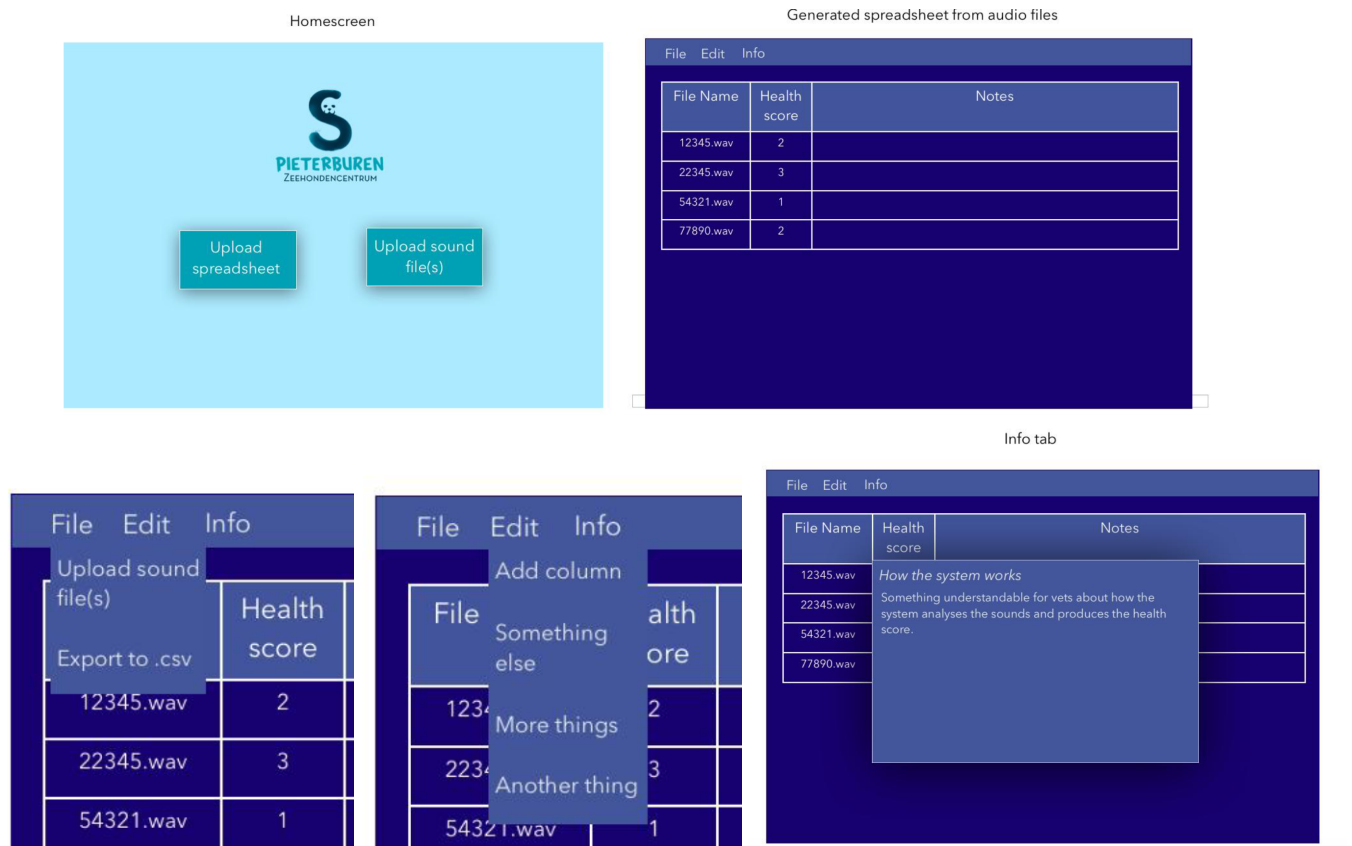 Homescreen
PIETERBUREN
ZEEHONDENCENTRUM
Upload
spreadsheet
Upload sound
file(s)
Generated spreadsheet from audio files
File Edit Info
File Name Health
score Notes
12345.wav 2
22345.wav 3
54321.wav 1
77890.wav 2
File Edit Info
Upload sound
file(s)
Export to .csv
Health
score
12345.wav 2
22345.wav 3
54321.wav 1
File Edit Info
Add column
Something
else
More things
Another thing
File alth
ore
1234 2
2234 3
54321.wav 1
Info tab
File Edit Info
File Name Health
score Notes
12345.wav
22345.wav
54321.wav
77890.wav
How the system works
Something understandable for vets about how the
system analyses the sounds and produces the health
score.